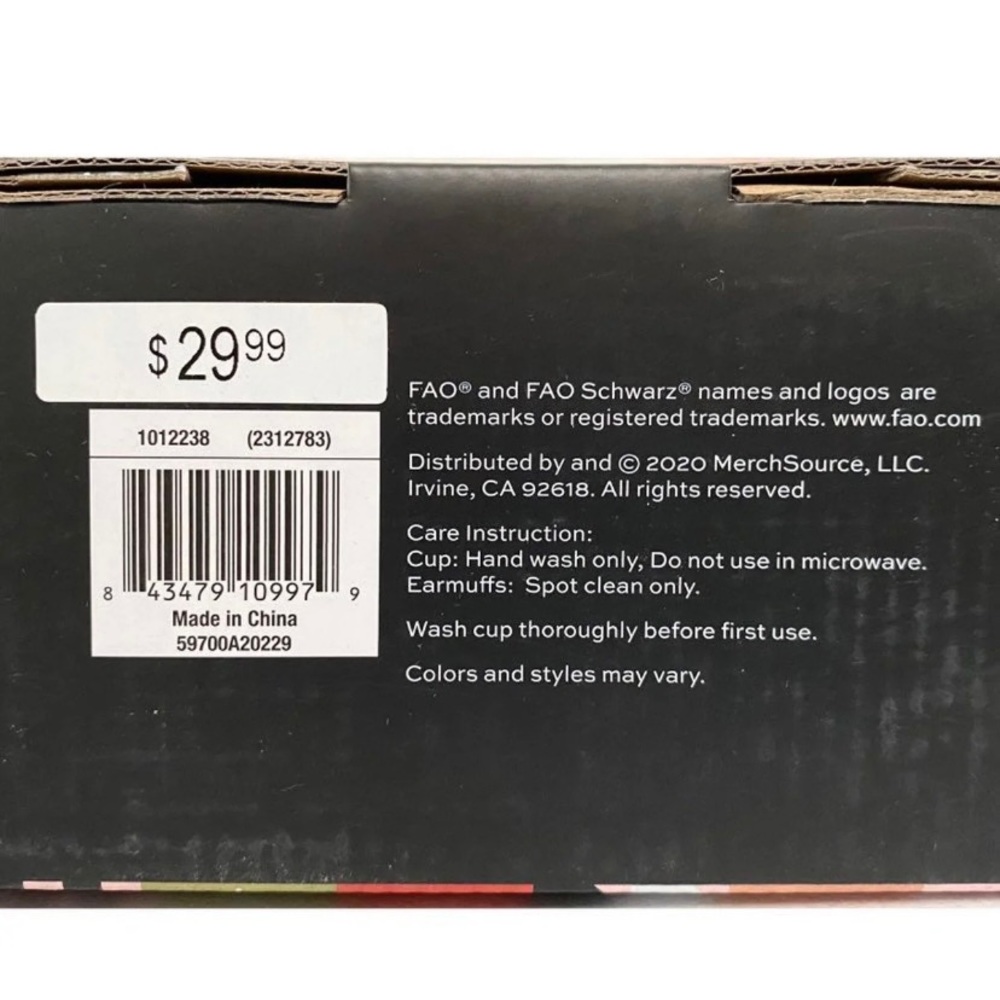 $29.99
1012238 (2312783)
8 43479 10997 9
Made in China
59700A20229
FAO® and FAO Schwarz® names and logos are
trademarks or registered trademarks. www.fao.com
Distributed by and © 2020 MerchSource, LLC.
Irvine, CA 92618. All rights reserved.
Care Instruction:
Cup: Hand wash only, Do not use in microwave.
Earmuffs: Spot clean only.
Wash cup thoroughly before first use.
Colors and styles may vary.